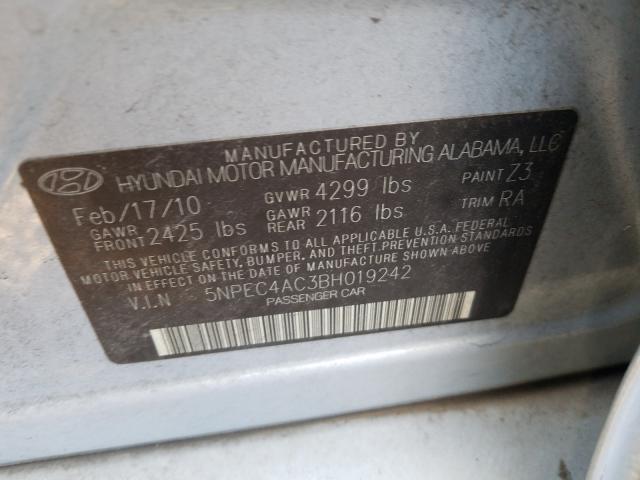 MANUFACTURED BY
HYUNDAI MOTOR MANUFACTURING ALABAMA, LLC
Feb/17/10 GVWR 4299 lbs PAINT Z3
GAWR FRONT 2425 lbs GAWR REAR 2116 lbs TRIM RA
THIS VEHICLE CONFORMS TO ALL APPLICABLE U.S.A. FEDERAL
MOTOR VEHICLE SAFETY, BUMPER, AND THEFT PREVENTION STANDARDS
IN EFFECT ON THE DATE OF MANUFACTURE SHOWN ABOVE.
V.I.N 5NPEC4AC3BH019242
PASSENGER CAR